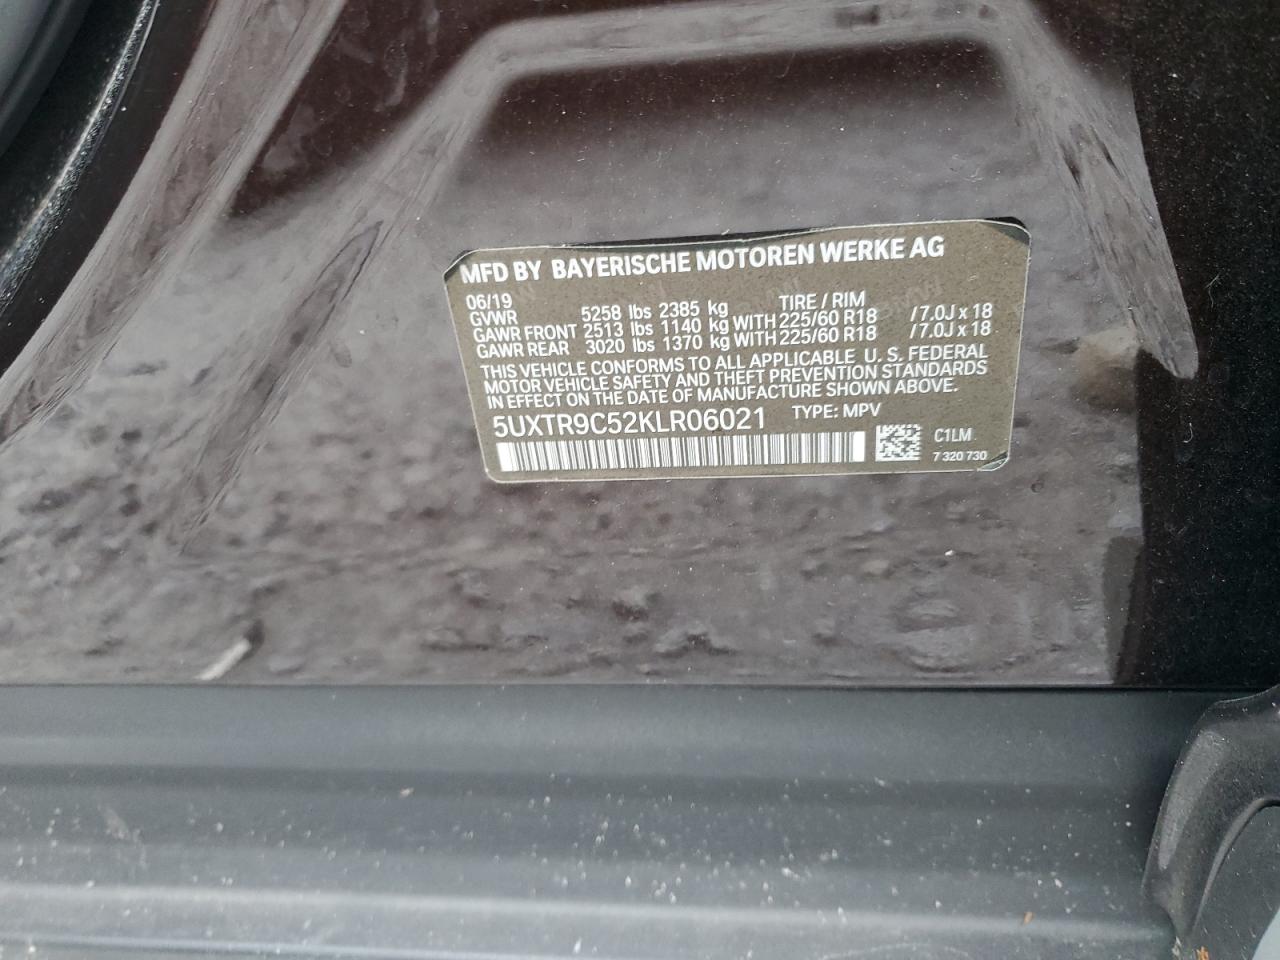 MFD BY BAYERISCHE MOTOREN WERKE AG
06/19 TIRE / RIM
GVWR 5258 lbs 2385 kg
GAWR FRONT 2513 lbs 1140 kg WITH 225/60 R18 /7.0J x 18
GAWR REAR 3020 lbs 1370 kg WITH 225/60 R18 /7.0J x 18
THIS VEHICLE CONFORMS TO ALL APPLICABLE U. S. FEDERAL
MOTOR VEHICLE SAFETY AND THEFT PREVENTION STANDARDS
IN EFFECT ON THE DATE OF MANUFACTURE SHOWN ABOVE.
5UXTR9C52KLR06021 TYPE: MPV
C1LM
7 320 730